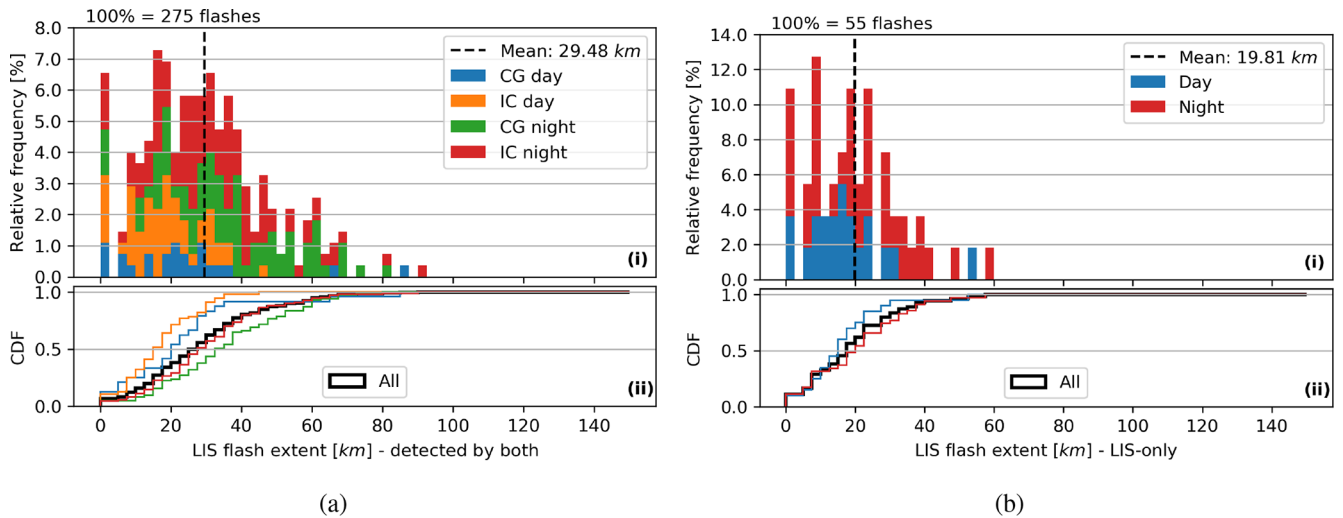 100% = 275 flashes
8.0
7.0
6.0
5.0
4.0
3.0
2.0
1.0
0.0
Relative frequency [%]
Mean: 29.48 km
CG day
IC day
CG night
IC night
(i)
1.0
0.5
0.0
CDF
All
(ii)
0 20 40 60 80 100 120 140
LIS flash extent [km] - detected by both
(a)
100% = 55 flashes
14.0
12.0
10.0
8.0
6.0
4.0
2.0
0.0
Relative frequency [%]
Mean: 19.81 km
Day
Night
(i)
1.0
0.5
0.0
CDF
All
(ii)
0 20 40 60 80 100 120 140
LIS flash extent [km] - LIS-only
(b)